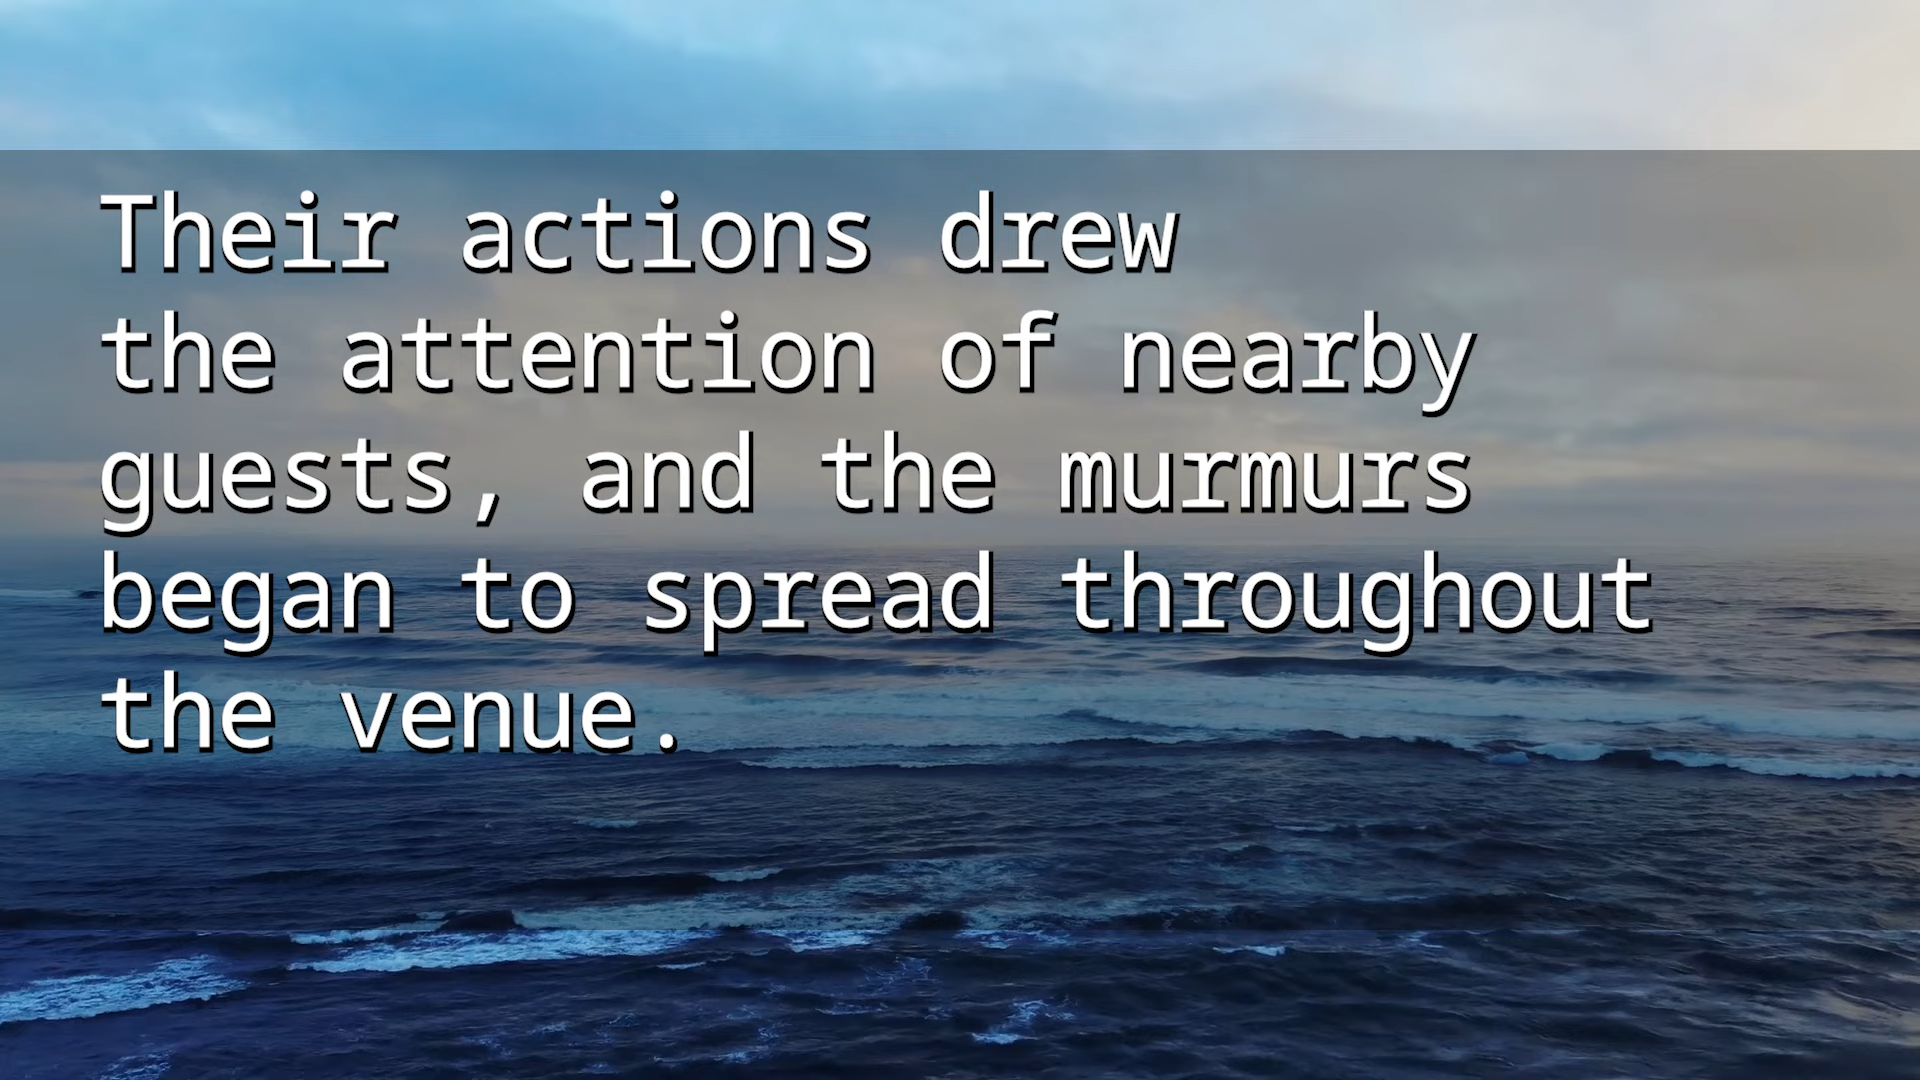 Their actions drew
the attention of nearby
guests, and the murmurs
began to spread throughout
the venue.